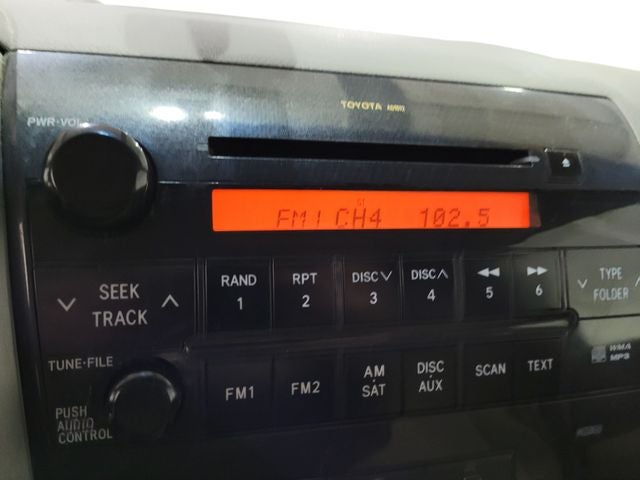 TOYOTA
PWR·VOL
ST
FM1 CH4 102.5
SEEK
TRACK
RAND
1
RPT
2
DISC
3
DISC
4
5
6
TYPE
FOLDER
TUNE·FILE
PUSH
AUDIO
CONTROL
FM1
FM2
AM
SAT
DISC
AUX
SCAN
TEXT
WMA
MP3